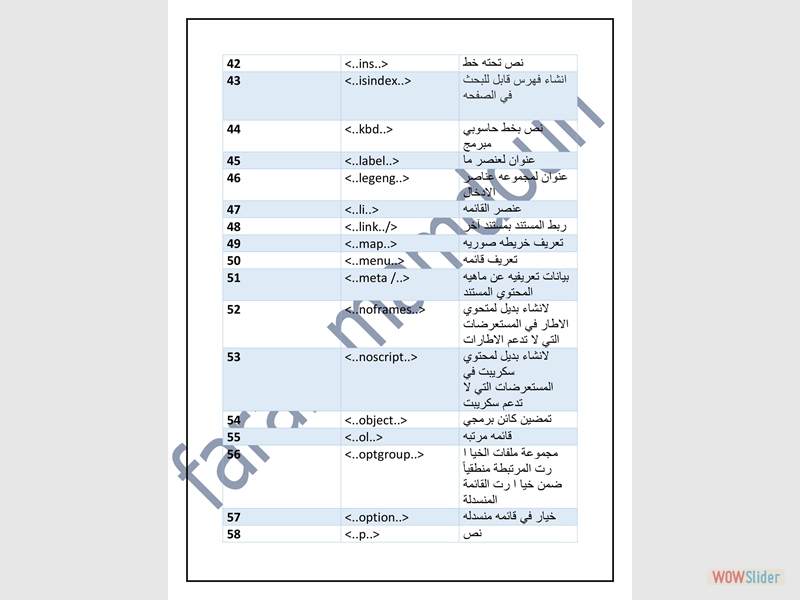 42 <..ins..> نص تحته خط
43 <..isindex..> انشاء فهرس قابل للبحث
في الصفحه
44 <..kbd..> نص بخط حاسوبي
مبرمج
45 <..label..> عنوان لعنصر ما
46 <..legeng..> عنوان لمجموعه عناصر
الادخال
47 <..li..> عنصر القائمه
48 <..link../> ربط المستند بمستند آخر
49 <..map..> تعريف خريطه صوريه
50 <..menu..> تعريف قائمه
51 <..meta /..> بيانات تعريفيه عن ماهيه
المحتوي المستند
52 <..noframes..> لانشاء بديل لمتحوي
الاطار في المستعرضات
التي لا تدعم الاطارات
53 <..noscript..> لانشاء بديل لمحتوي
سكريبت في
المستعرضات التي لا
تدعم سكريبت
54 <..object..> تمضين كائن برمجي
55 <..ol..> قائمه مرتبه
56 <..optgroup..> مجموعة ملفات الخيا ا
رت المرتبطة منطقياً
ضمن خيا ا رت القائمة
المنسدلة
57 <..option..> خيار في قائمه منسدله
58 <..p..> نص
WOWSlider